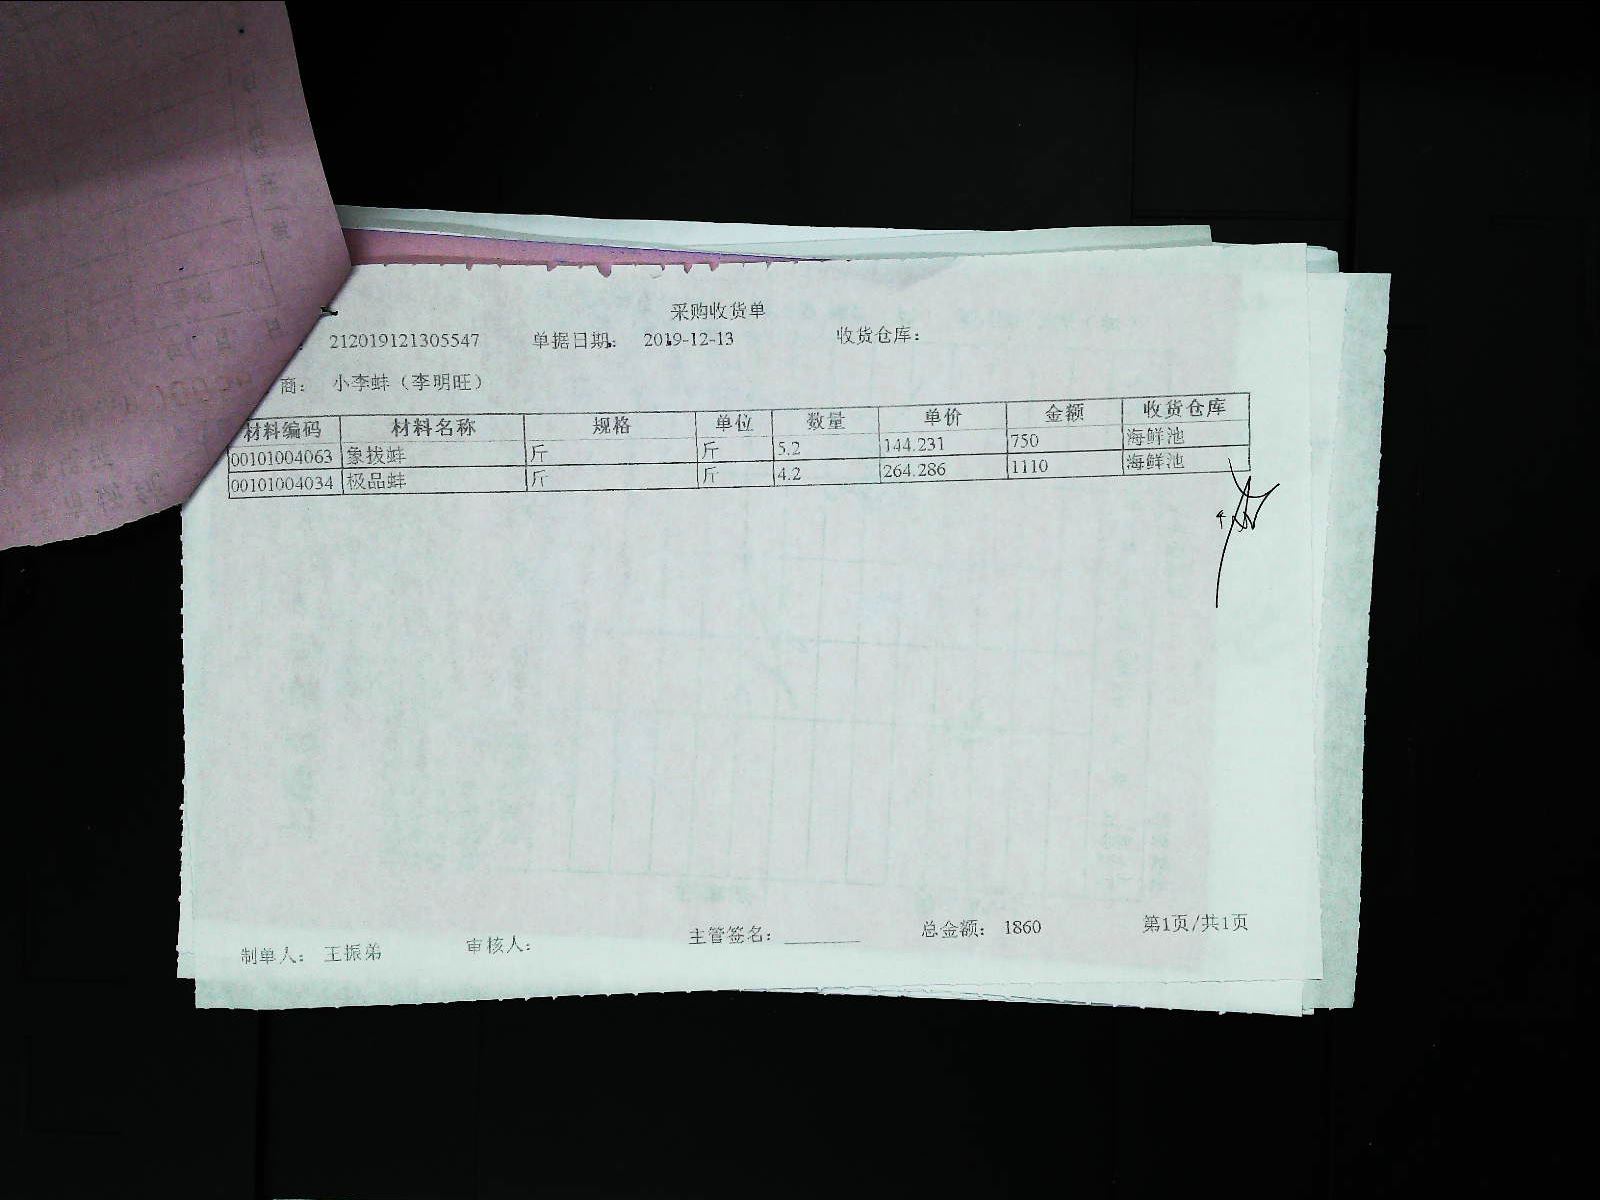 采购收货单
212019121305547 单据日期: 2019-12-13 收货仓库:
商: 小李蚌（李明旺）
材料编码 材料名称 规格 单位 数量 单价 金额 收货仓库
00101004063 象拔蚌 斤 斤 5.2 144.231 750 海鲜池
00101004034 极品蚌 斤 斤 4.2 264.286 1110 海鲜池
制单人: 王振弟 审核人: 主管签名: 总金额: 1860 第1页/共1页